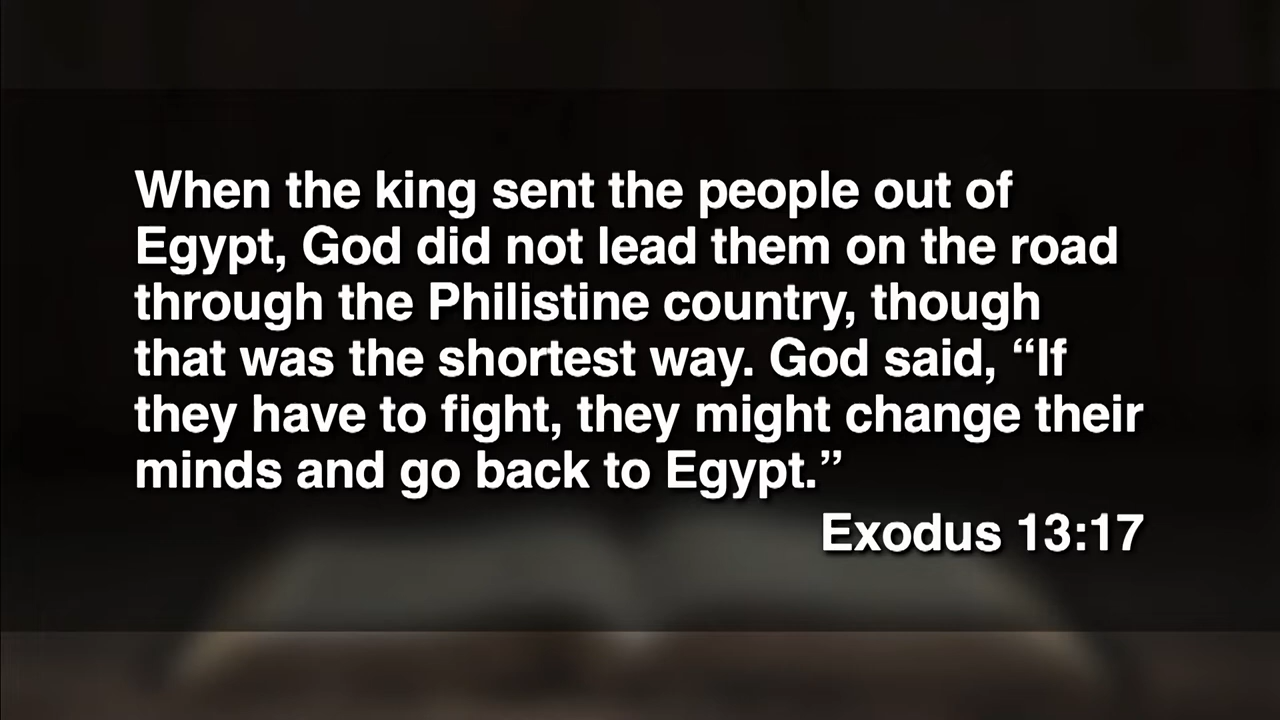 When the king sent the people out of
Egypt, God did not lead them on the road
through the Philistine country, though
that was the shortest way. God said, “If
they have to fight, they might change their
minds and go back to Egypt.”
Exodus 13:17